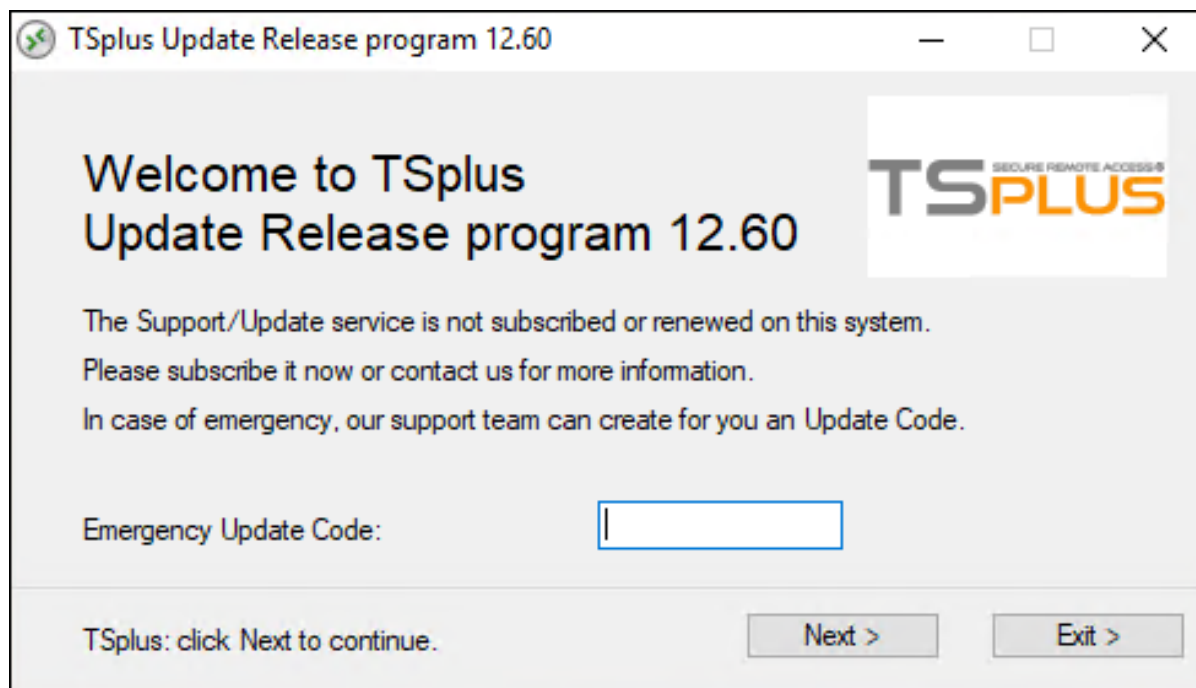 TSplus Update Release program 12.60
Welcome to TSplus
Update Release program 12.60
TSPLUS SECURE REMOTE ACCESS®
The Support/Update service is not subscribed or renewed on this system.
Please subscribe it now or contact us for more information.
In case of emergency, our support team can create for you an Update Code.
Emergency Update Code:
TSplus: click Next to continue.
Next >
Exit >